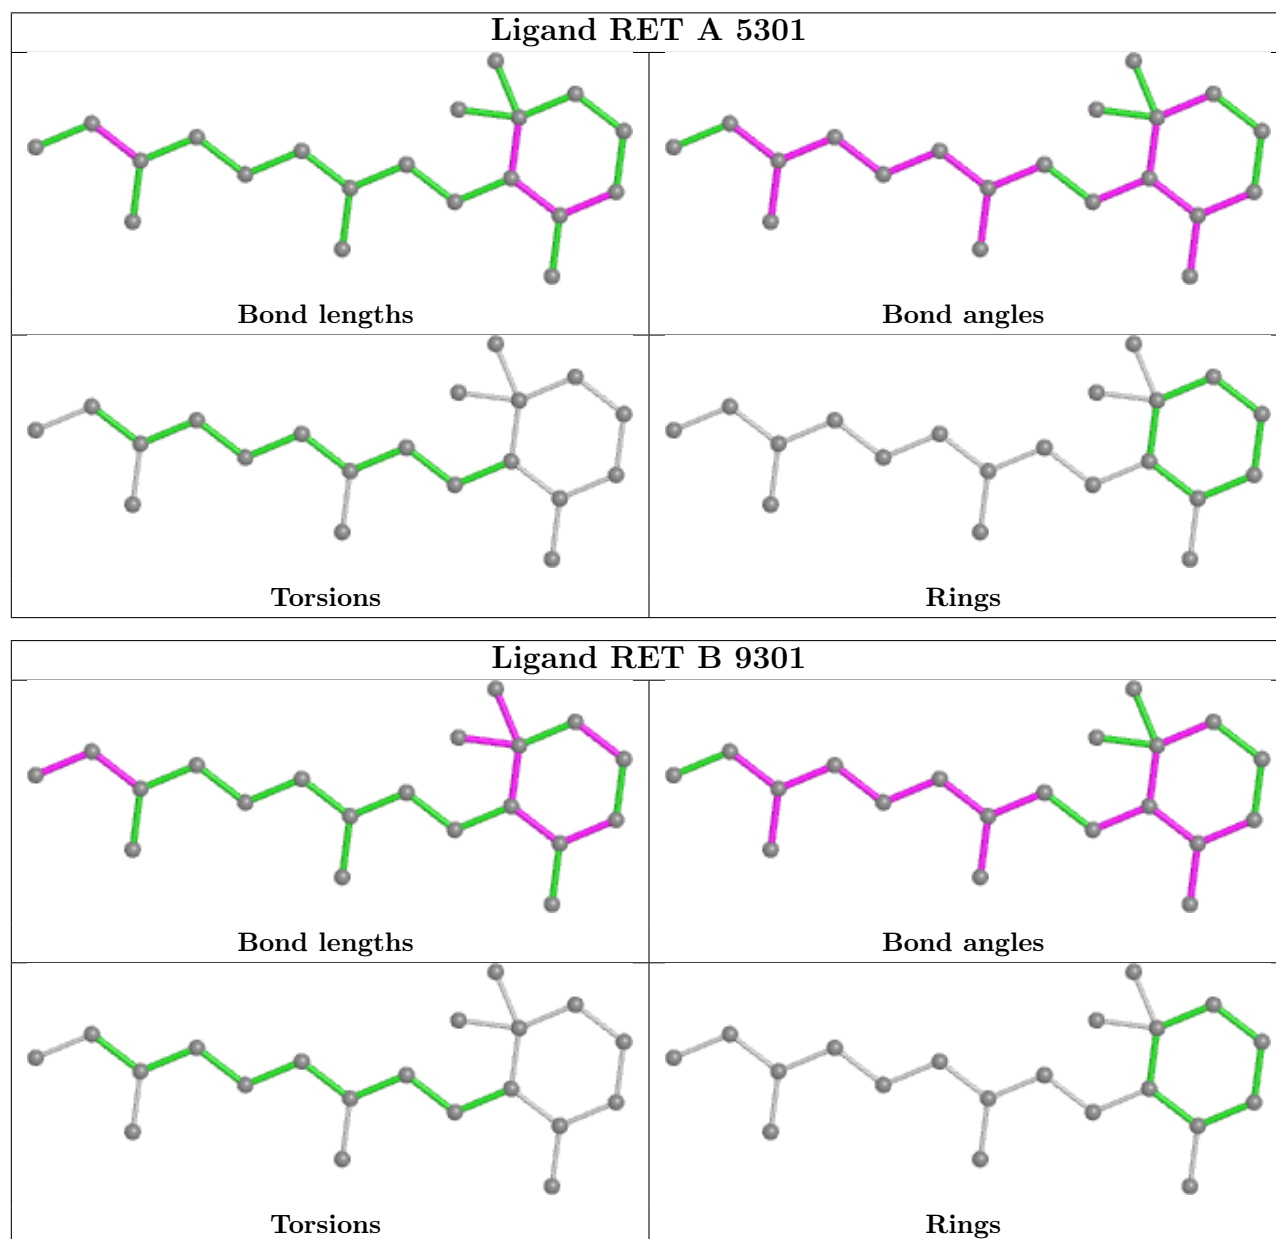 Ligand RET A 5301
Bond lengths
Bond angles
Torsions
Rings
Ligand RET B 9301
Bond lengths
Bond angles
Torsions
Rings